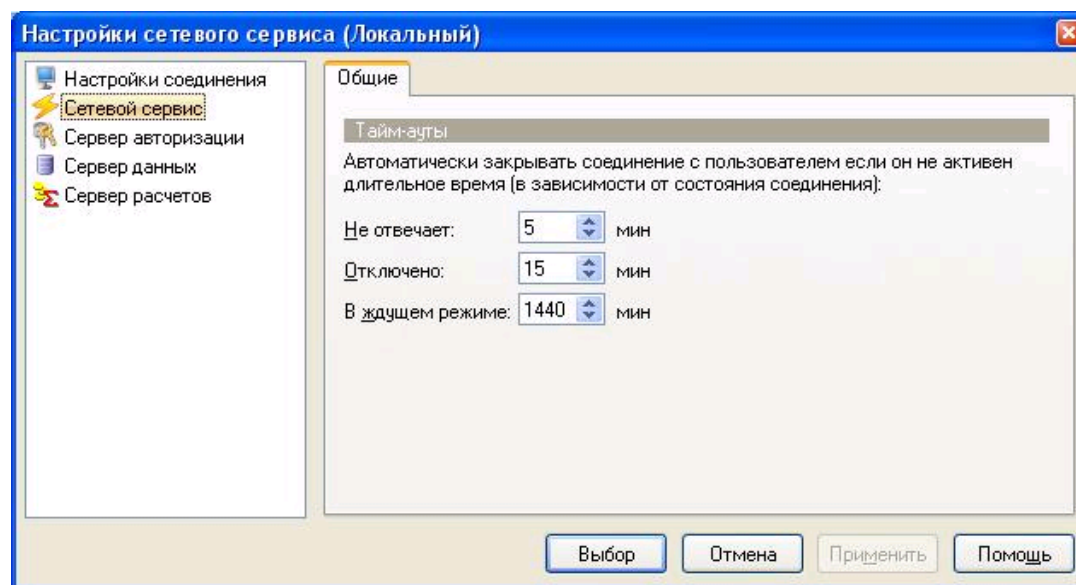 Настройки сетевого сервиса (Локальный)
Настройки соединения
Сетевой сервис
Сервер авторизации
Сервер данных
Сервер расчетов
Общие
Тайм-ауты
Автоматически закрывать соединение с пользователем если он не активен
длительное время (в зависимости от состояния соединения):
Не отвечает: 5 мин
Отключено: 15 мин
В ждущем режиме: 1440 мин
Выбор Отмена Применить Помощь